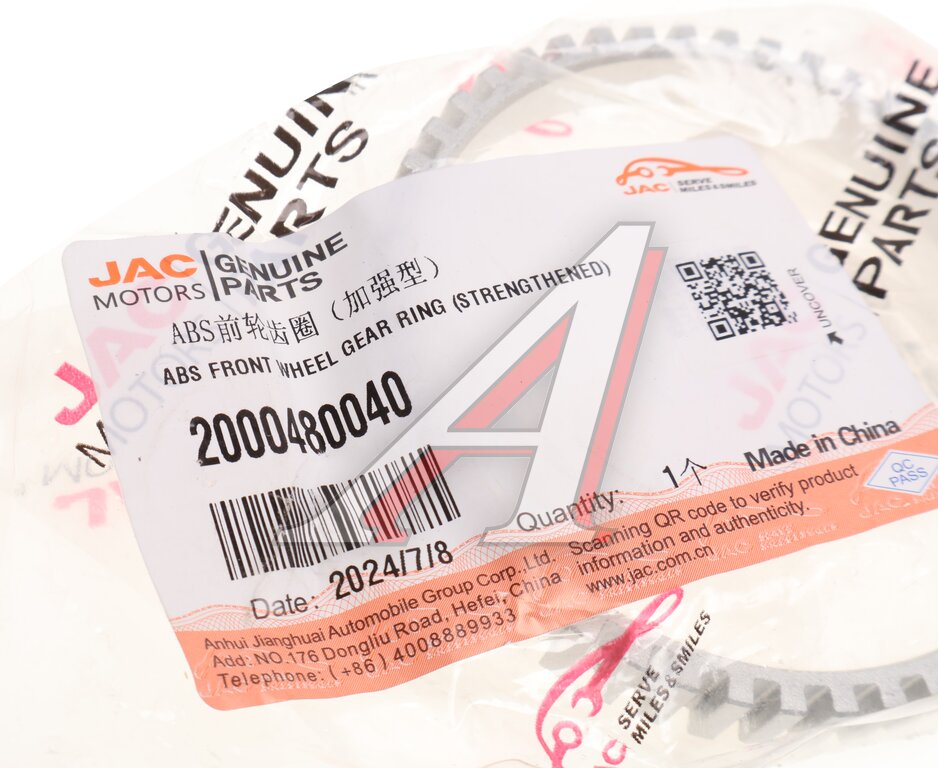 GENUINE
PARTS
GENUINE
PARTS
JAC
SERVE
MILES & SMILES
JAC
MOTORS
GENUINE
PARTS
ABS前轮齿圈（加强型）
ABS FRONT WHEEL GEAR RING (STRENGTHENED)
UNCOVER
2000480040
Quantity: 1个
Made in China
QC
PASS
Date: 2024/7/8
Scanning QR code to verify product
information and authenticity.
www.jac.com.cn
Anhui Jianghuai Automobile Group Corp., Ltd.
Add: NO.176 Dongliu Road, Hefei, China
Telephone: (+86) 4008889933
SERVE
MILES & SMILES